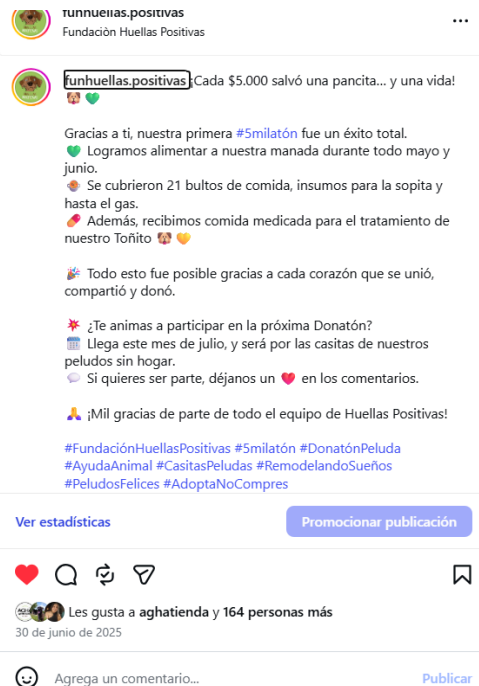 funhuellas.positivas
Fundaciòn Huellas Positivas
funhuellas.positivas ¡Cada $5.000 salvó una pancita… y una vida!
🐶 💚
Gracias a ti, nuestra primera #5milatón fue un éxito total.
💚 Logramos alimentar a nuestra manada durante todo mayo y
junio.
🍲 Se cubrieron 21 bultos de comida, insumos para la sopita y
hasta el gas.
💊 Además, recibimos comida medicada para el tratamiento de
nuestro Toñito 🐶 💛
🎉 Todo esto fue posible gracias a cada corazón que se unió,
compartió y donó.
💥 ¿Te animas a participar en la próxima Donatón?
🗓️ Llega este mes de julio, y será por las casitas de nuestros
peludos sin hogar.
💬 Si quieres ser parte, déjanos un ❤️ en los comentarios.
🙏 ¡Mil gracias de parte de todo el equipo de Huellas Positivas!
#FundaciónHuellasPositivas #5milatón #DonatónPeluda
#AyudaAnimal #CasitasPeludas #RemodelandoSueños
#PeludosFelices #AdoptaNoCompres
Ver estadísticas
Promocionar publicación
Les gusta a aghatienda y 164 personas más
30 de junio de 2025
Agrega un comentario...
Publicar